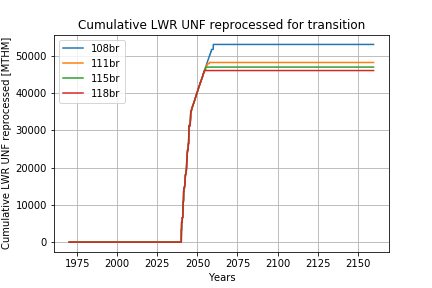 Cumulative LWR UNF reprocessed for transition
Cumulative LWR UNF reprocessed [MTHM]
50000
40000
30000
20000
10000
0
108br
111br
115br
118br
1975 2000 2025 2050 2075 2100 2125 2150
Years